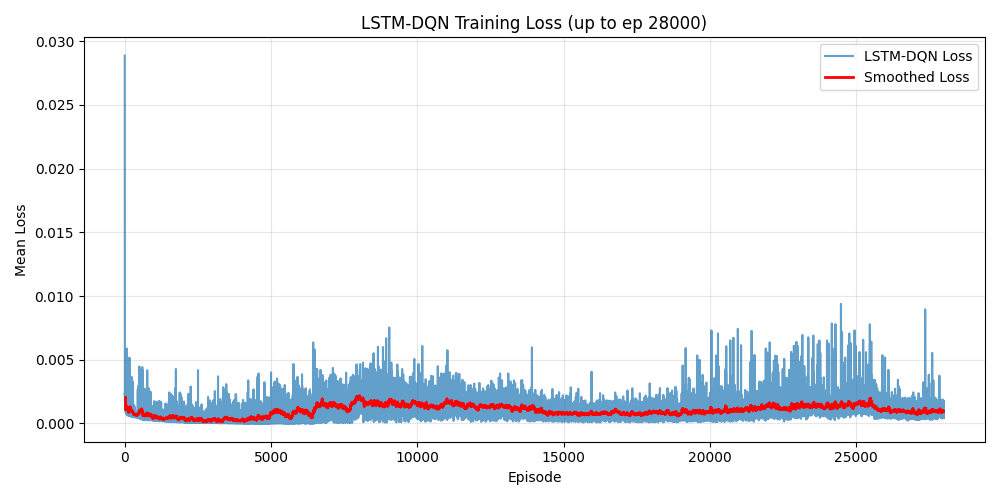 LSTM-DQN Training Loss (up to ep 28000)
LSTM-DQN Loss
Smoothed Loss
Mean Loss
0.030
0.025
0.020
0.015
0.010
0.005
0.000
0 5000 10000 15000 20000 25000
Episode